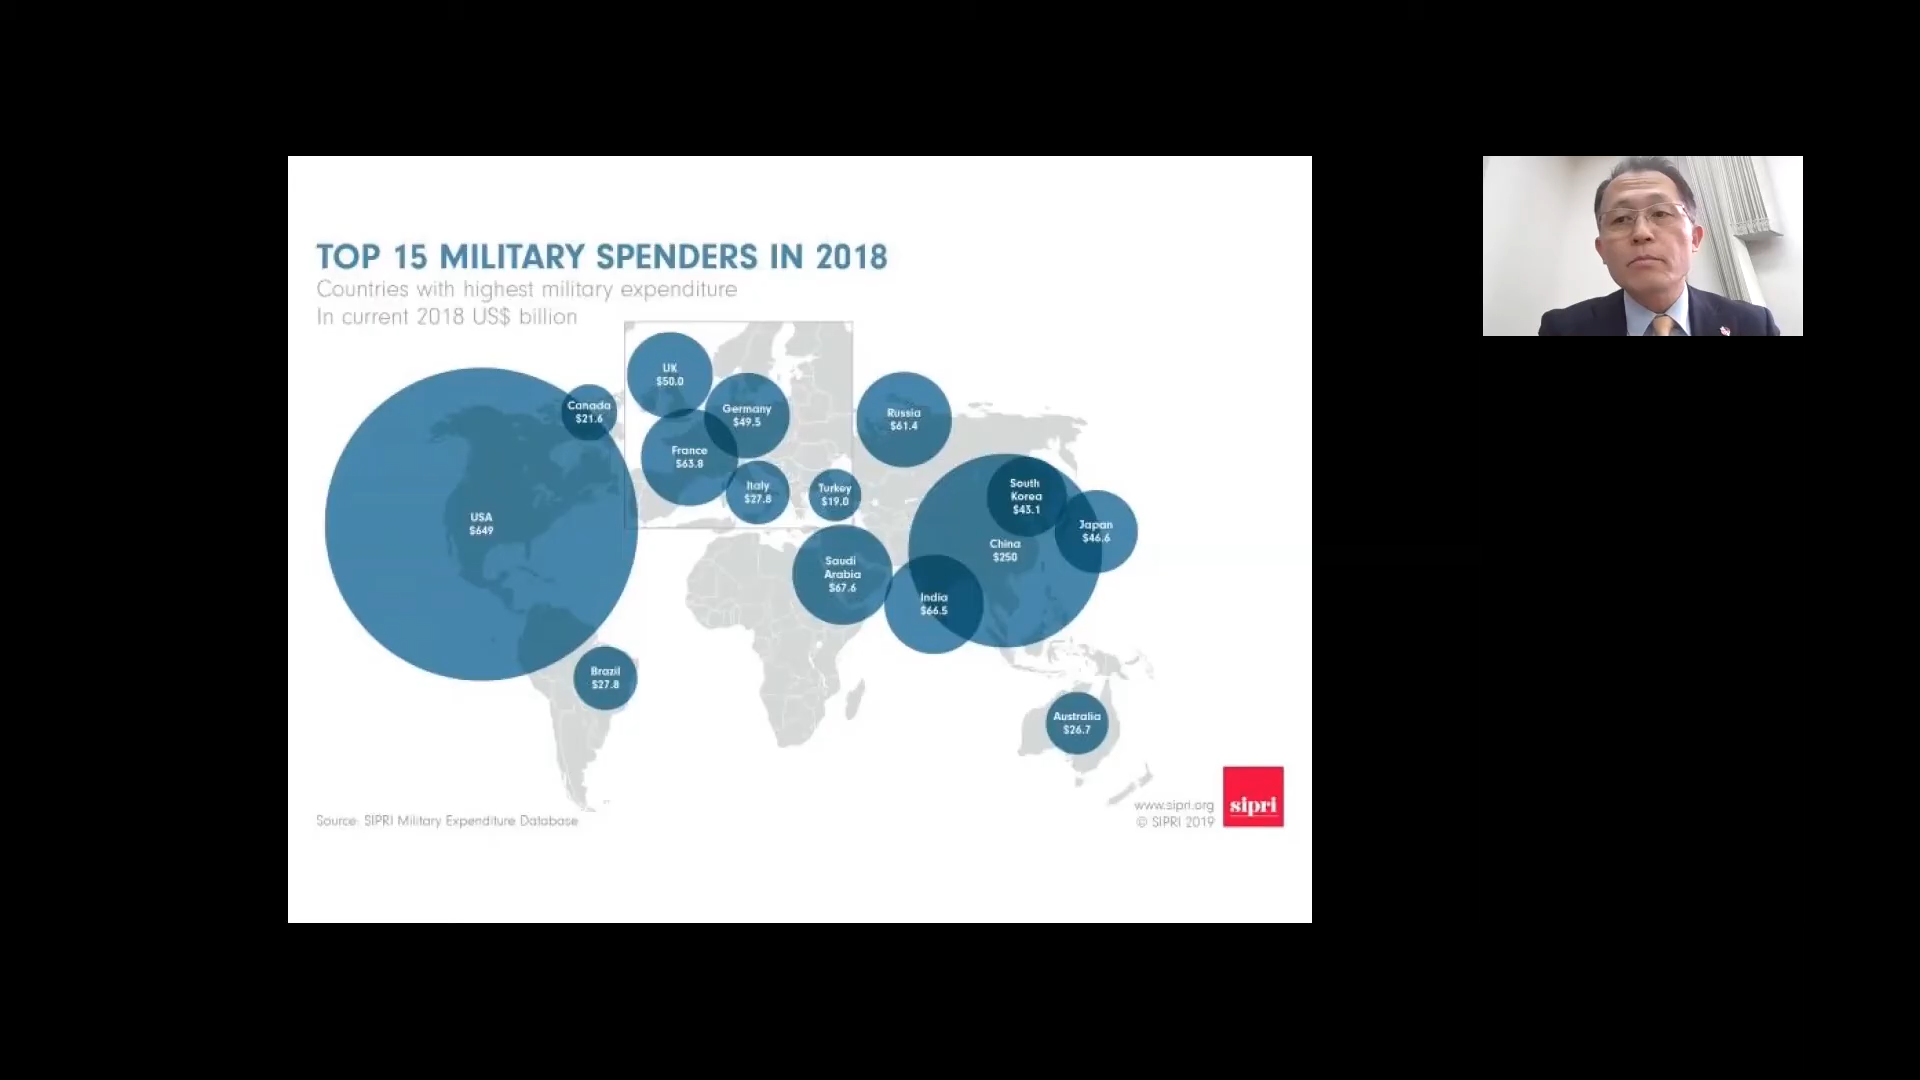 TOP 15 MILITARY SPENDERS IN 2018
Countries with highest military expenditure
In current 2018 US$ billion
UK
$50.0
Canada
$21.6
Germany
$49.5
Russia
$61.4
France
$63.8
Italy
$27.8
Turkey
$19.0
South
Korea
$43.1
USA
$649
Japan
$46.6
China
$250
Saudi
Arabia
$67.6
India
$66.5
Brazil
$27.8
Australia
$26.7
Source: SIPRI Military Expenditure Database
www.sipri.org
© SIPRI 2019
sipri